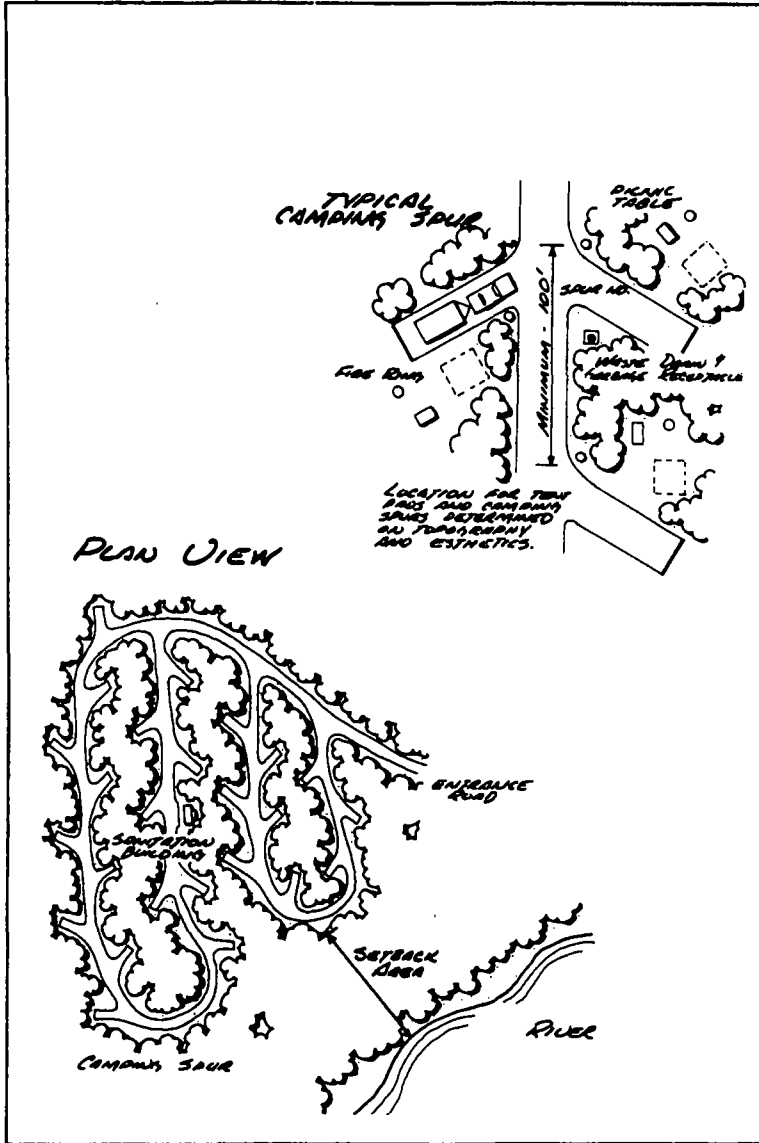 TYPICAL
CAMPING SPUR
PICNIC
TABLE
SPUR NO.
MINIMUM - 100'
FIRE RING
WASTE DRAIN &
GARBAGE RECEPTACLE
LOCATION FOR TENT
PADS AND CAMPING
SPURS DETERMINED
ON TOPOGRAPHY
AND ESTHETICS.
PLAN VIEW
ENTRANCE
ROAD
SANITATION
BUILDING
SETBACK
AREA
RIVER
CAMPING SPUR